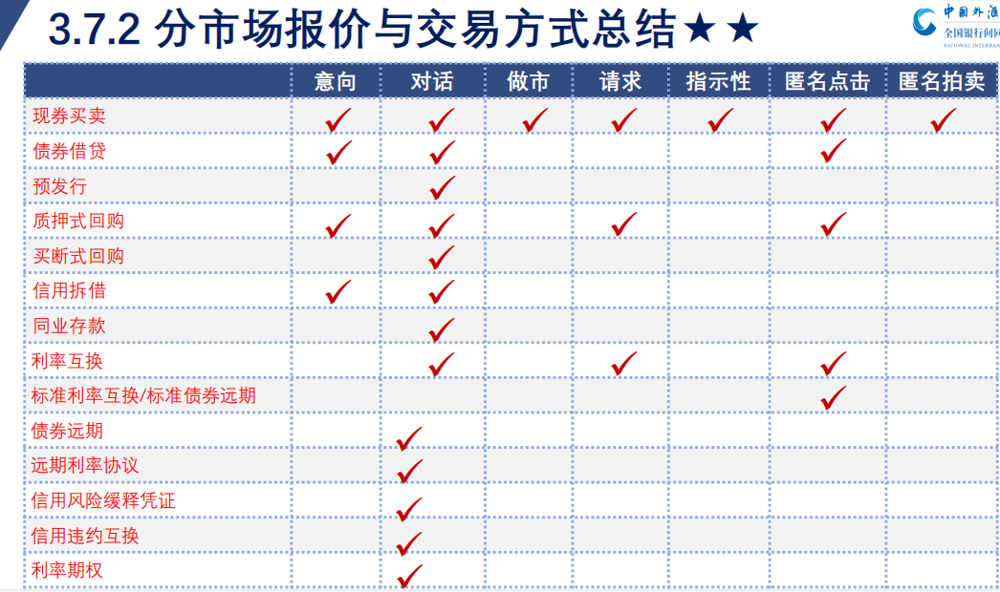 3.7.2 分市场报价与交易方式总结★★
中国外汇
全国银行间同
NATIONAL INTERBAN
意向 对话 做市 请求 指示性 匿名点击 匿名拍卖
现券买卖 ✓ ✓ ✓ ✓ ✓ ✓ ✓
债券借贷 ✓ ✓ ✓
预发行 ✓
质押式回购 ✓ ✓ ✓ ✓
买断式回购 ✓
信用拆借 ✓ ✓
同业存款 ✓
利率互换 ✓ ✓ ✓
标准利率互换/标准债券远期 ✓
债券远期 ✓
远期利率协议 ✓
信用风险缓释凭证 ✓
信用违约互换 ✓
利率期权 ✓